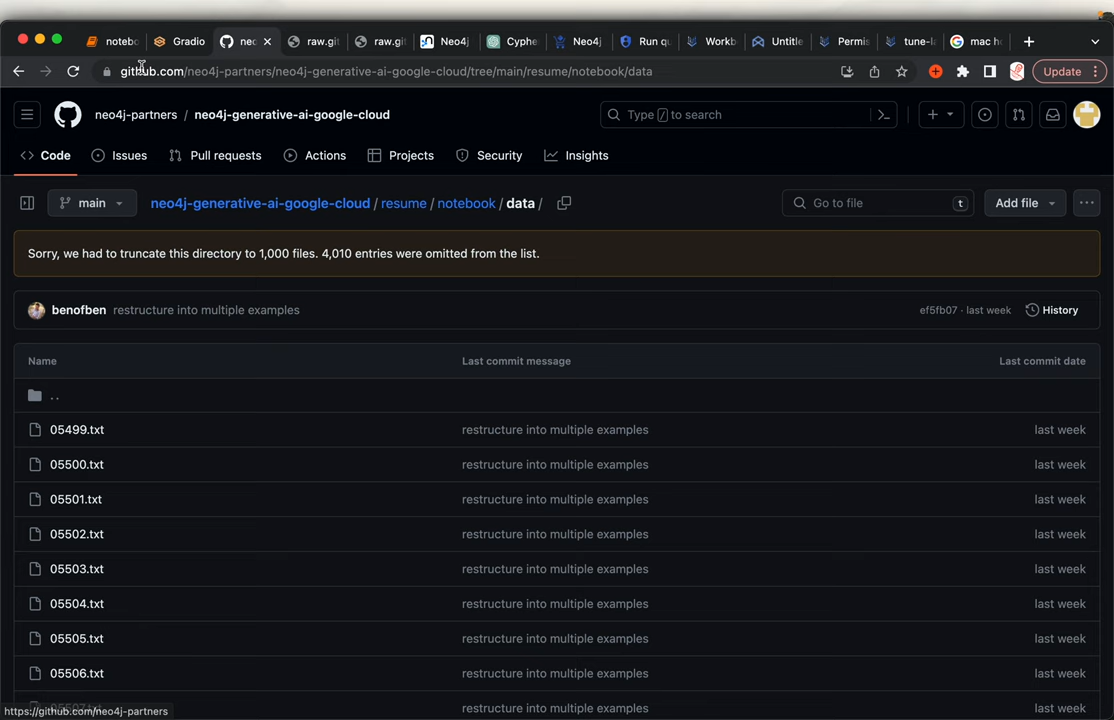 notebo
Gradio
neo
raw.git
raw.git
Neo4j
Cyphe
Neo4j
Run qu
Workb
Untitle
Permis
tune-l
mac ho
github.com/neo4j-partners/neo4j-generative-ai-google-cloud/tree/main/resume/notebook/data
Update
neo4j-partners / neo4j-generative-ai-google-cloud
Type / to search
Code
Issues
Pull requests
Actions
Projects
Security
Insights
main
neo4j-generative-ai-google-cloud / resume / notebook / data /
Go to file
t
Add file
Sorry, we had to truncate this directory to 1,000 files. 4,010 entries were omitted from the list.
benofben restructure into multiple examples
ef5fb07 · last week
History
Name Last commit message Last commit date
..
05499.txt restructure into multiple examples last week
05500.txt restructure into multiple examples last week
05501.txt restructure into multiple examples last week
05502.txt restructure into multiple examples last week
05503.txt restructure into multiple examples last week
05504.txt restructure into multiple examples last week
05505.txt restructure into multiple examples last week
05506.txt restructure into multiple examples last week
restructure into multiple examples last week
https://github.com/neo4j-partners